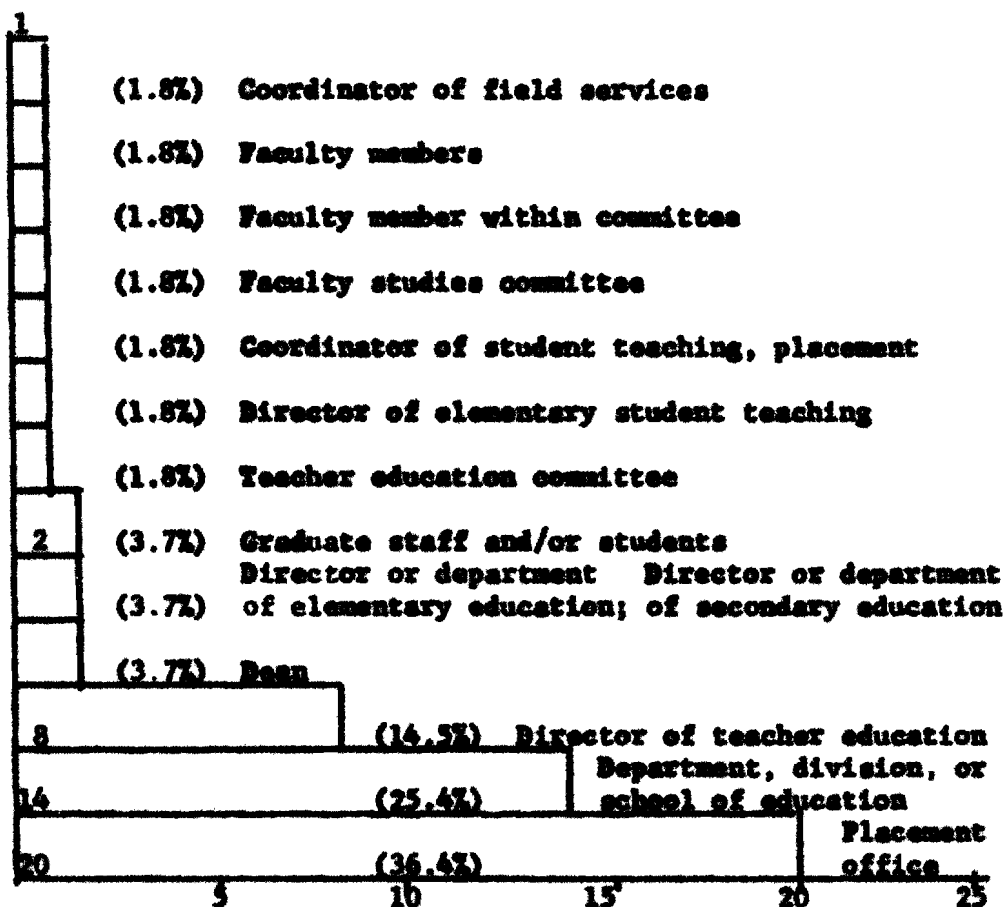 1
(1.8%) Coordinator of field services
(1.8%) Faculty members
(1.8%) Faculty member within committee
(1.8%) Faculty studies committee
(1.8%) Coordinator of student teaching, placement
(1.8%) Director of elementary student teaching
(1.8%) Teacher education committee
2 (3.7%) Graduate staff and/or students
Director or department Director or department
(3.7%) of elementary education; of secondary education
(3.7%) Dean
8 (14.5%) Director of teacher education
Department, division, or
14 (25.4%) school of education
Placement
20 (36.4%) office
5 10 15 20 25